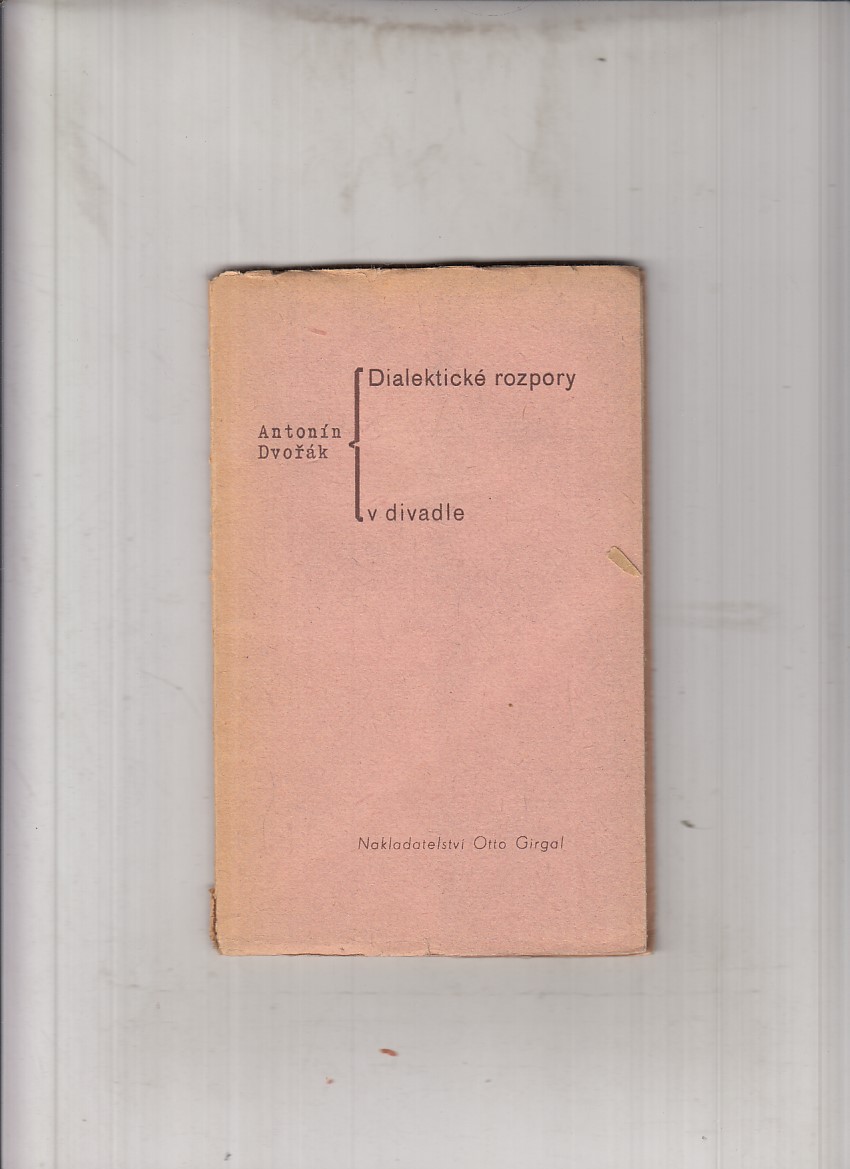 Antonín
Dvořák
Dialektické rozpory
v divadle
Nakladatelství Otto Girgal